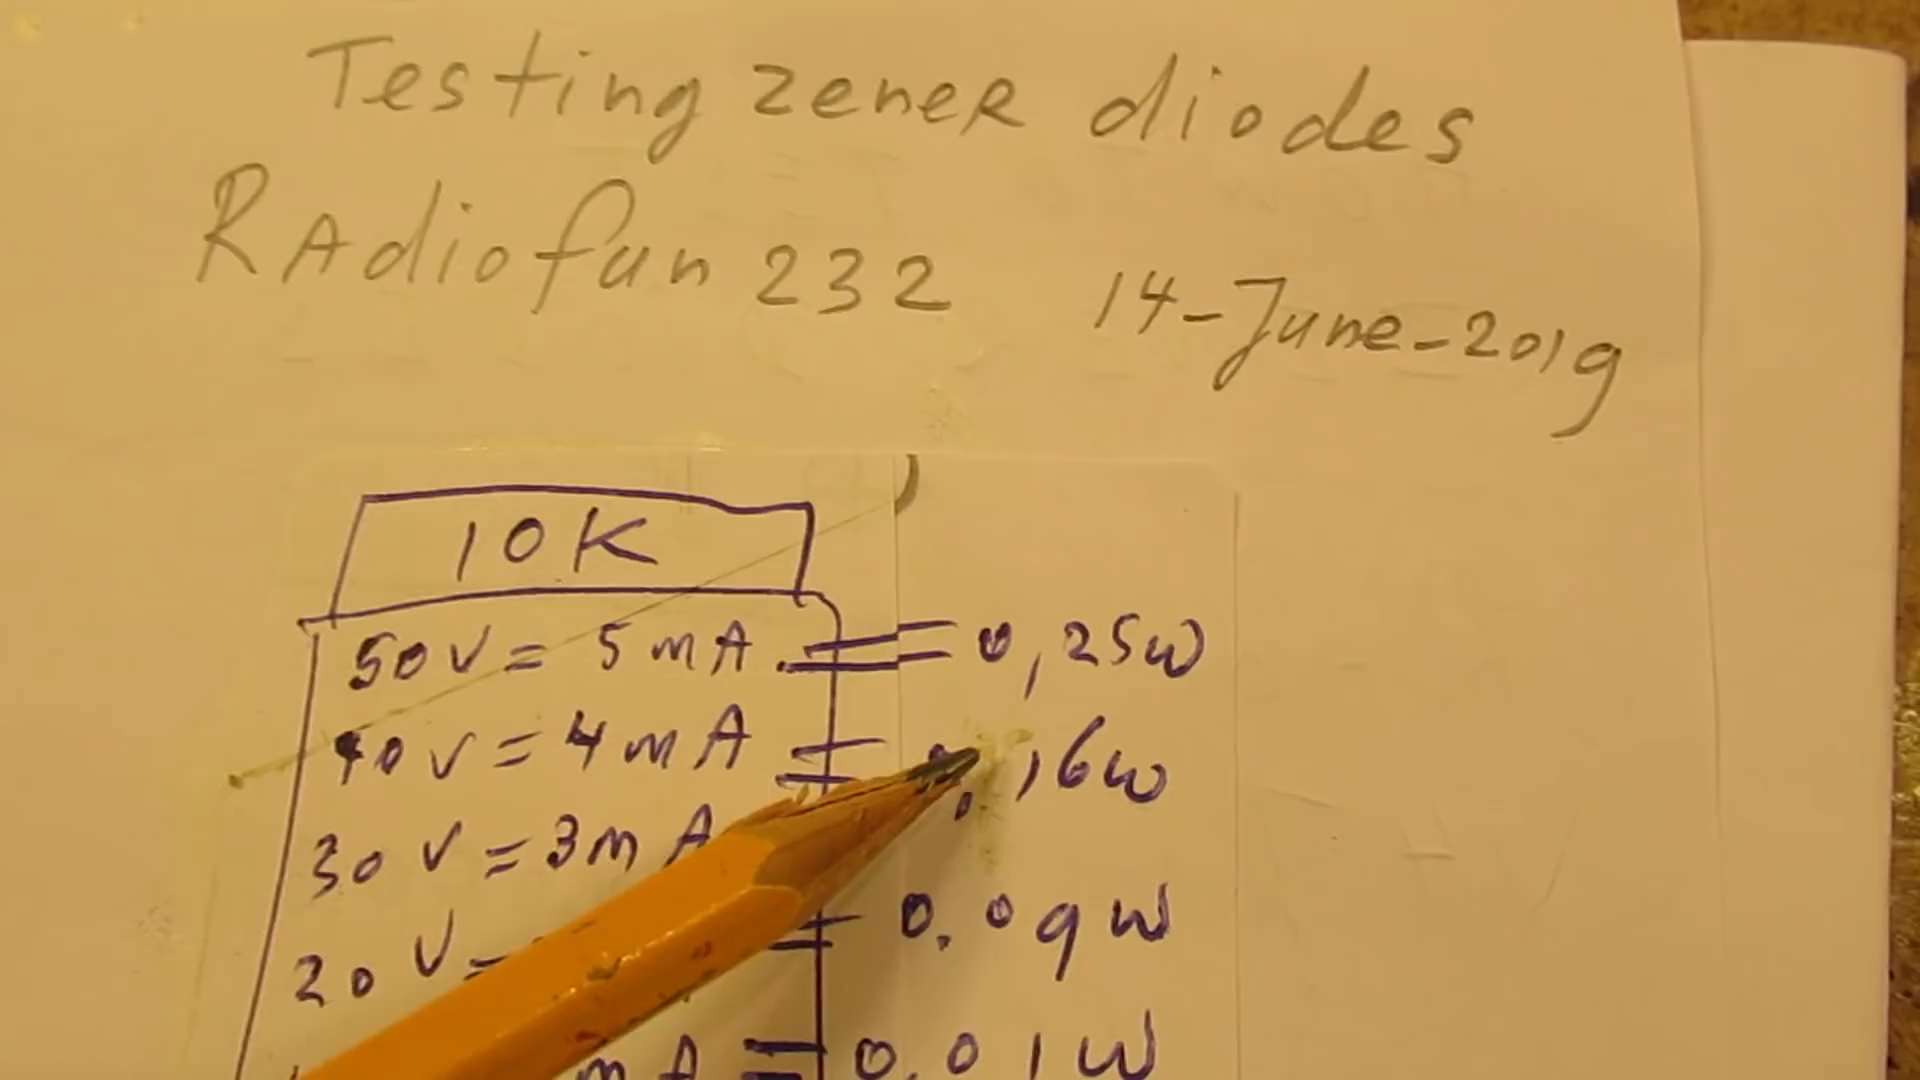 Testing zener diodes
Radiofun 232 14-June-2019
10K
50V = 5mA = 0,25W
40V = 4mA = ,16W
30V = 3mA
20V = 0.09W
mA = 0.01W